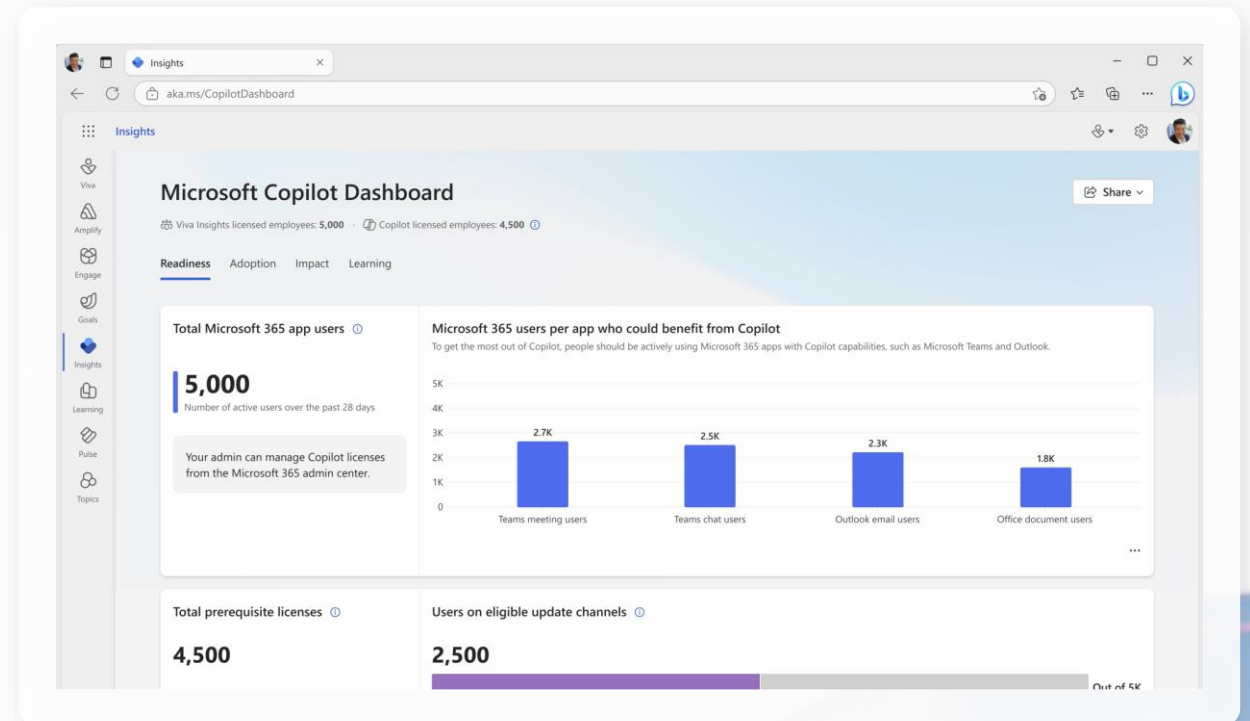 Insights
aka.ms/CopilotDashboard
Insights
Viva
Amplify
Engage
Goals
Insights
Learning
Pulse
Topics
Microsoft Copilot Dashboard
Share
Viva Insights licensed employees: 5,000 · Copilot licensed employees: 4,500
Readiness Adoption Impact Learning
Total Microsoft 365 app users
5,000
Number of active users over the past 28 days
Your admin can manage Copilot licenses
from the Microsoft 365 admin center.
Microsoft 365 users per app who could benefit from Copilot
To get the most out of Copilot, people should be actively using Microsoft 365 apps with Copilot capabilities, such as Microsoft Teams and Outlook.
5K
4K
3K
2K
1K
0
2.7K
2.5K
2.3K
1.8K
Teams meeting users
Teams chat users
Outlook email users
Office document users
Total prerequisite licenses
4,500
Users on eligible update channels
2,500
Out of 5K